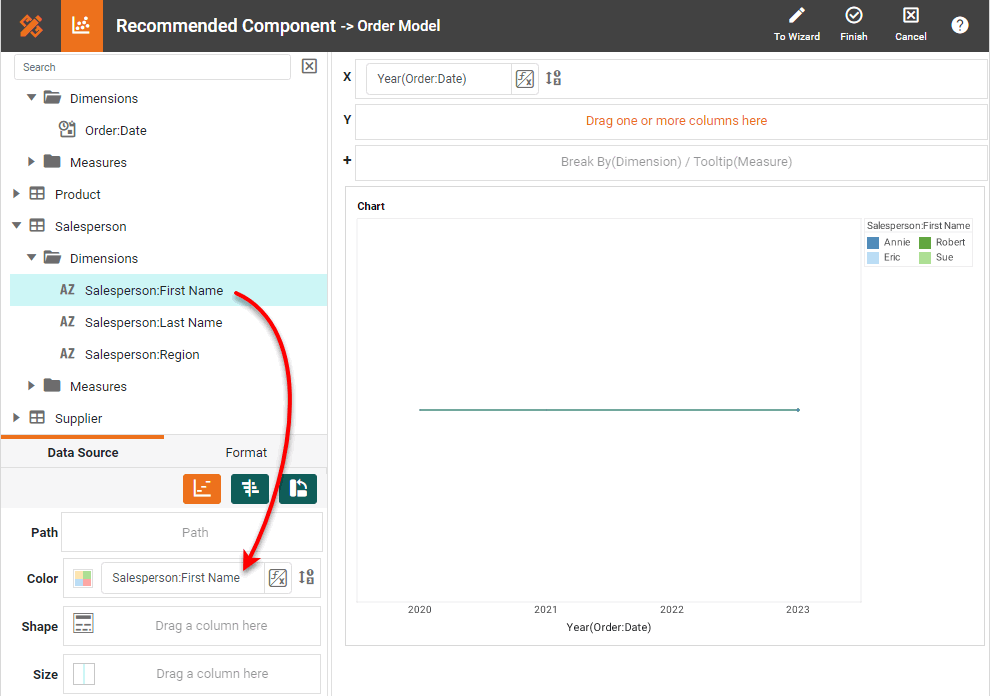 Recommended Component -> Order Model
To Wizard
Finish
Cancel
?
Search
Dimensions
Order:Date
Measures
Product
Salesperson
Dimensions
AZ Salesperson:First Name
AZ Salesperson:Last Name
AZ Salesperson:Region
Measures
Supplier
Data Source
Format
Path
Path
Color
Salesperson:First Name
Shape
Drag a column here
Size
Drag a column here
X
Year(Order:Date)
Y
Drag one or more columns here
+
Break By(Dimension) / Tooltip(Measure)
Chart
Salesperson:First Name
Annie
Robert
Eric
Sue
2020
2021
2022
2023
Year(Order:Date)